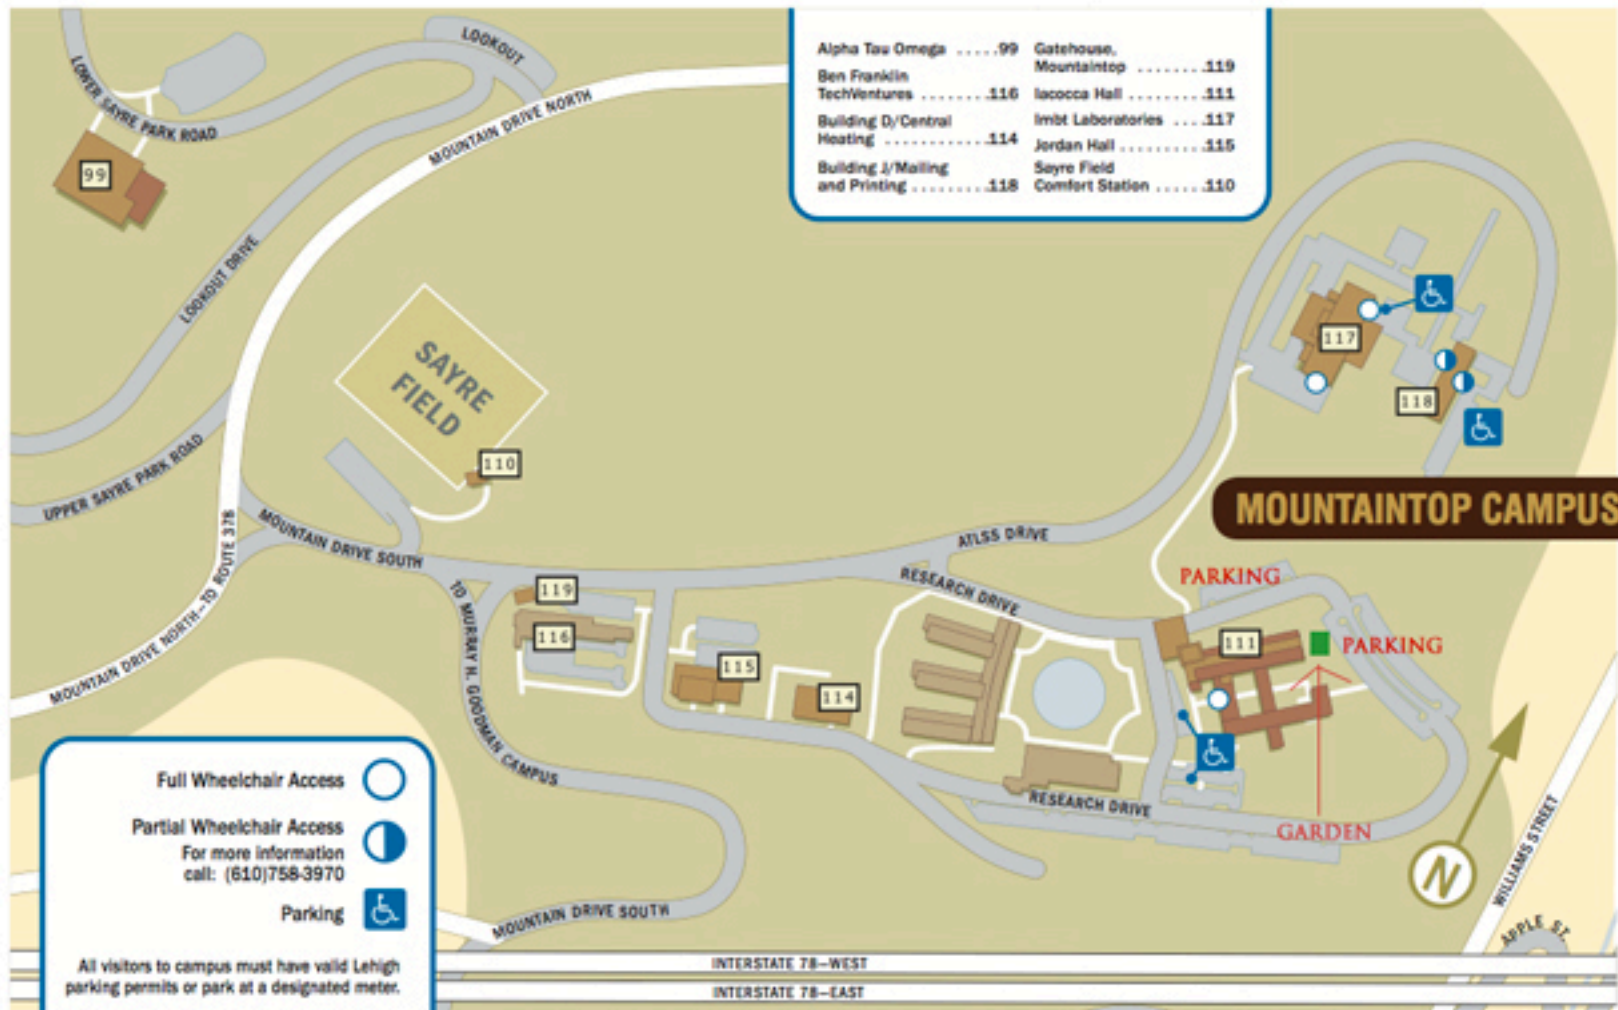 LOOKOUT
LOWER SAYRE PARK ROAD
MOUNTAIN DRIVE NORTH
99
LOOKOUT DRIVE
Alpha Tau Omega .....99
Ben Franklin
TechVentures ........116
Building D/Central
Heating ............114
Building J/Mailing
and Printing .........118
Gatehouse,
Mountaintop ........119
Iacocca Hall .........111
Imbt Laboratories ....117
Jordan Hall ..........115
Sayre Field
Comfort Station ......110
SAYRE
FIELD
110
117
118
UPPER SAYRE PARK ROAD
MOUNTAINTOP CAMPUS
MOUNTAIN DRIVE SOUTH
ATLSS DRIVE
MOUNTAIN DRIVE NORTH–TO ROUTE 378
TO MURRAY H. GOODMAN CAMPUS
RESEARCH DRIVE
PARKING
119
116
115
114
111
PARKING
RESEARCH DRIVE
GARDEN
N
WILLIAMS STREET
APPLE ST.
Full Wheelchair Access
Partial Wheelchair Access
For more information
call: (610)758-3970
Parking
All visitors to campus must have valid Lehigh
parking permits or park at a designated meter.
MOUNTAIN DRIVE SOUTH
INTERSTATE 78—WEST
INTERSTATE 78—EAST